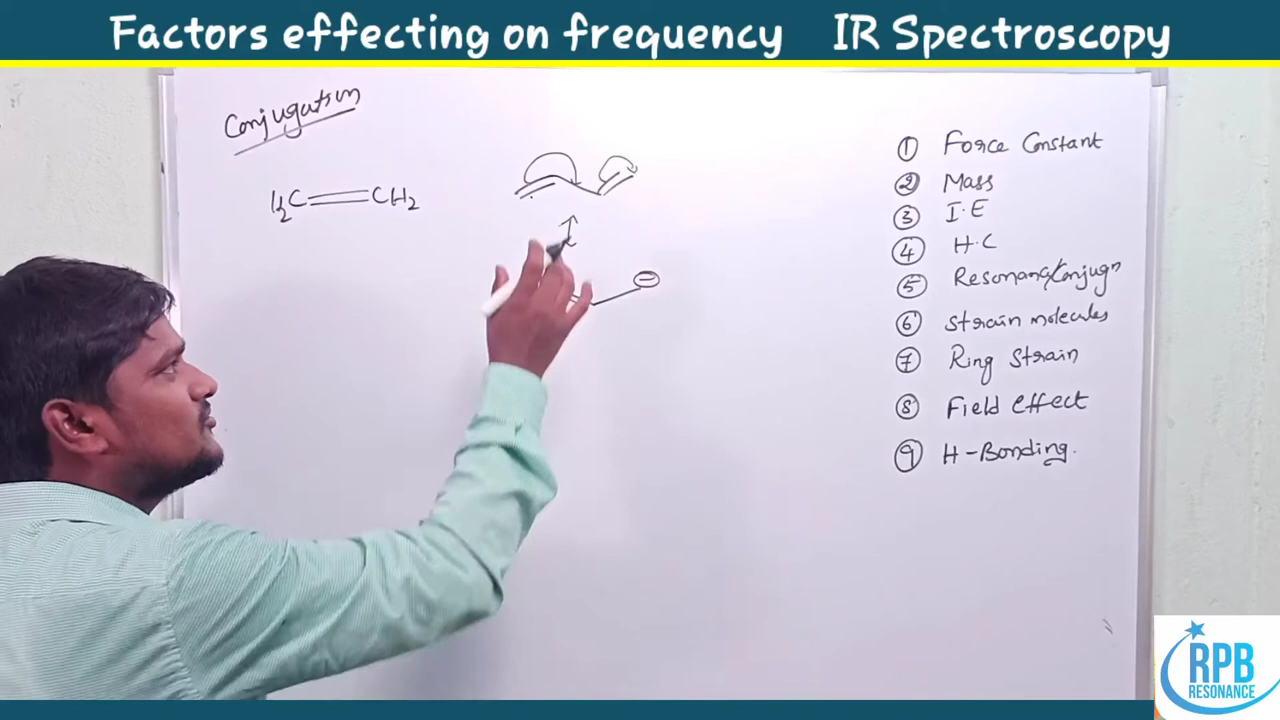 Factors effecting on frequency IR Spectroscopy
Conjugation
H₂C=CH₂
⊖
① Force Constant
② Mass
③ I.E
④ H.C
⑤ Resonance/Conjugn
⑥ Strain molecules
⑦ Ring Strain
⑧ Field effect
⑨ H-Bonding.
RPB
RESONANCE